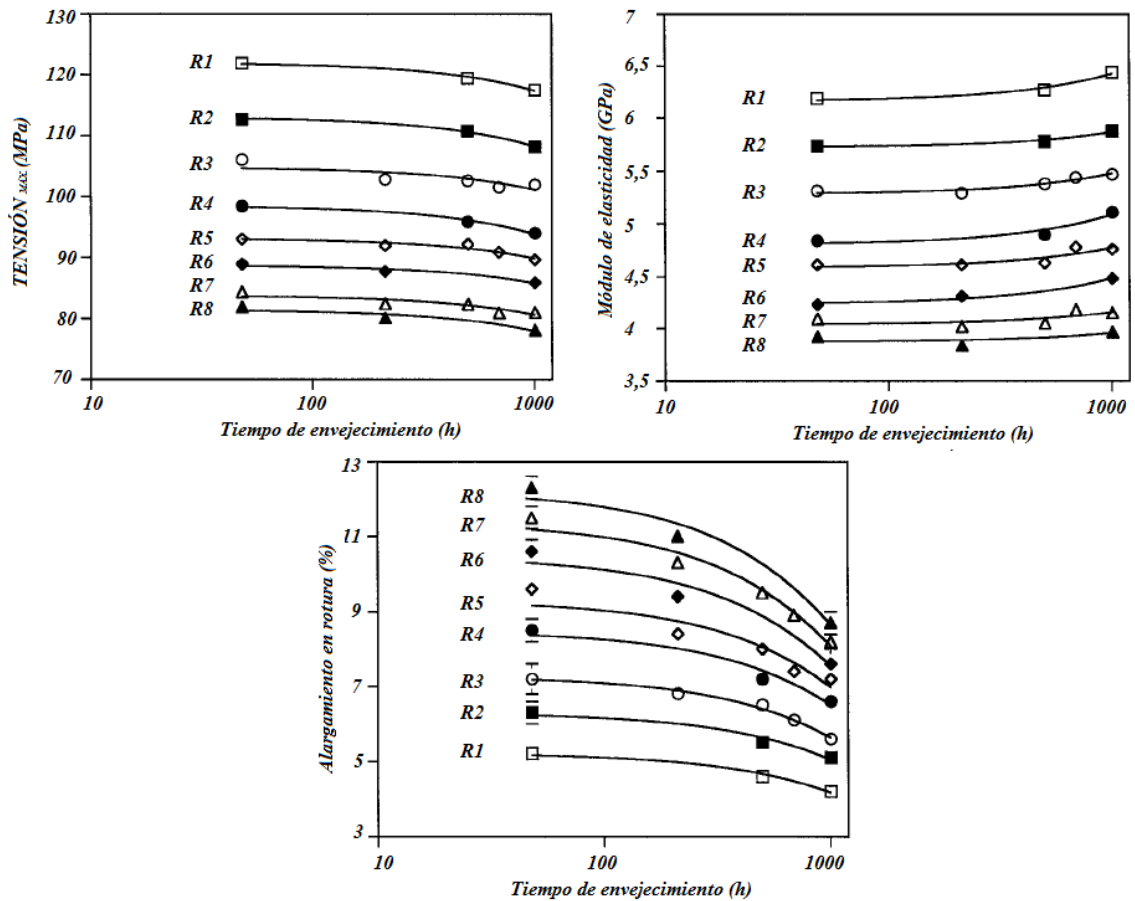 TENSIÓN MÁX (MPa)
130
120
110
100
90
80
70
R1
R2
R3
R4
R5
R6
R7
R8
10
100
1000
Tiempo de envejecimiento (h)
Módulo de elasticidad (GPa)
7
6,5
6
5,5
5
4,5
4
3,5
R1
R2
R3
R4
R5
R6
R7
R8
10
100
1000
Tiempo de envejecimiento (h)
Alargamiento en rotura (%)
13
11
9
7
5
3
R8
R7
R6
R5
R4
R3
R2
R1
10
100
1000
Tiempo de envejecimiento (h)